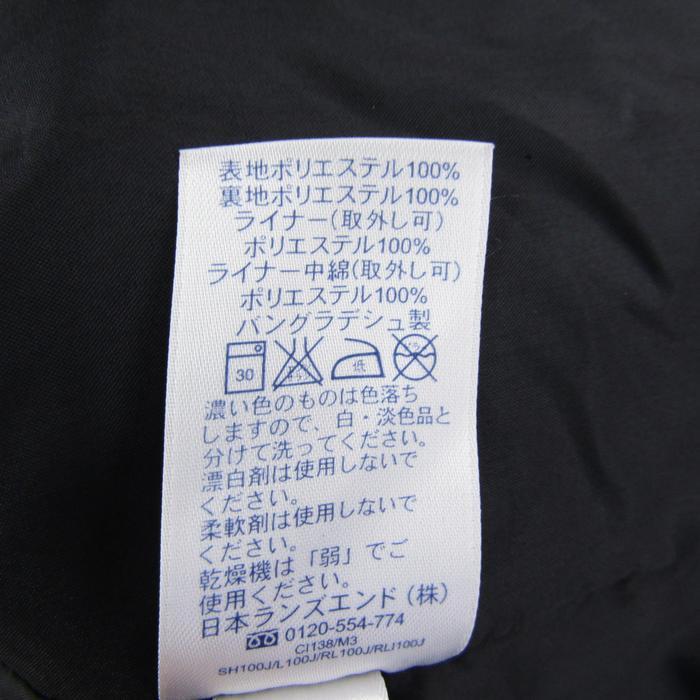 表地ポリエステル100%
裏地ポリエステル100%
ライナー(取外し可)
ポリエステル100%
ライナー中綿(取外し可)
ポリエステル100%
バングラデシュ製
30 低
濃い色のものは色落ち
しますので、白・淡色品と
分けて洗ってください。
漂白剤は使用しないで
ください。
柔軟剤は使用しないで
ください。
乾燥機は「弱」でご
使用ください。
日本ランズエンド(株)
0120-554-774
CI138/M3
SH100J/L100J/RL100J/RLI100J